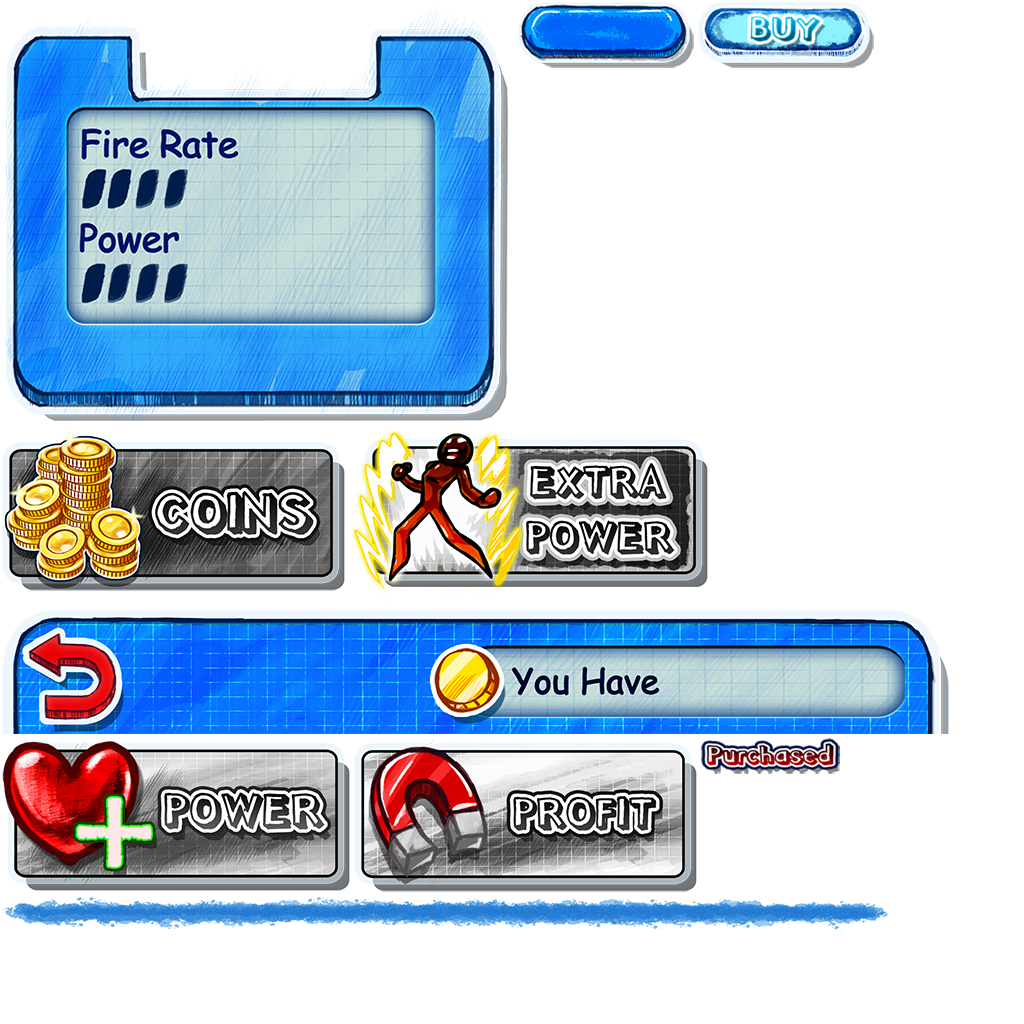 BUY
Fire Rate
Power
COINS
EXTRA
POWER
You Have
POWER
PROFIT
Purchased